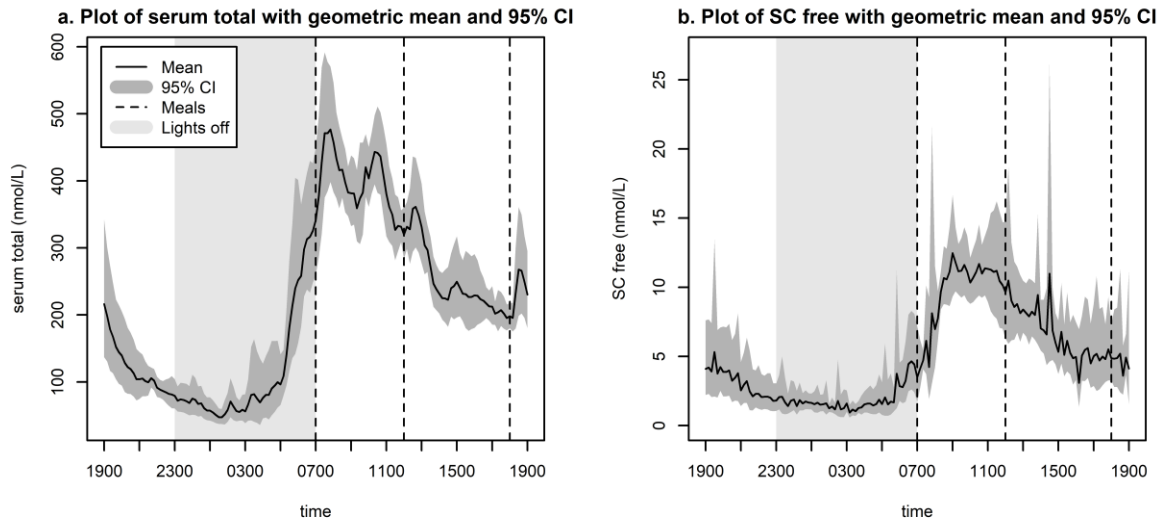 a. Plot of serum total with geometric mean and 95% CI
serum total (nmol/L)
600
500
400
300
200
100
Mean
95% CI
Meals
Lights off
1900
2300
0300
0700
1100
1500
1900
time
b. Plot of SC free with geometric mean and 95% CI
SC free (nmol/L)
25
20
15
10
5
0
1900
2300
0300
0700
1100
1500
1900
time